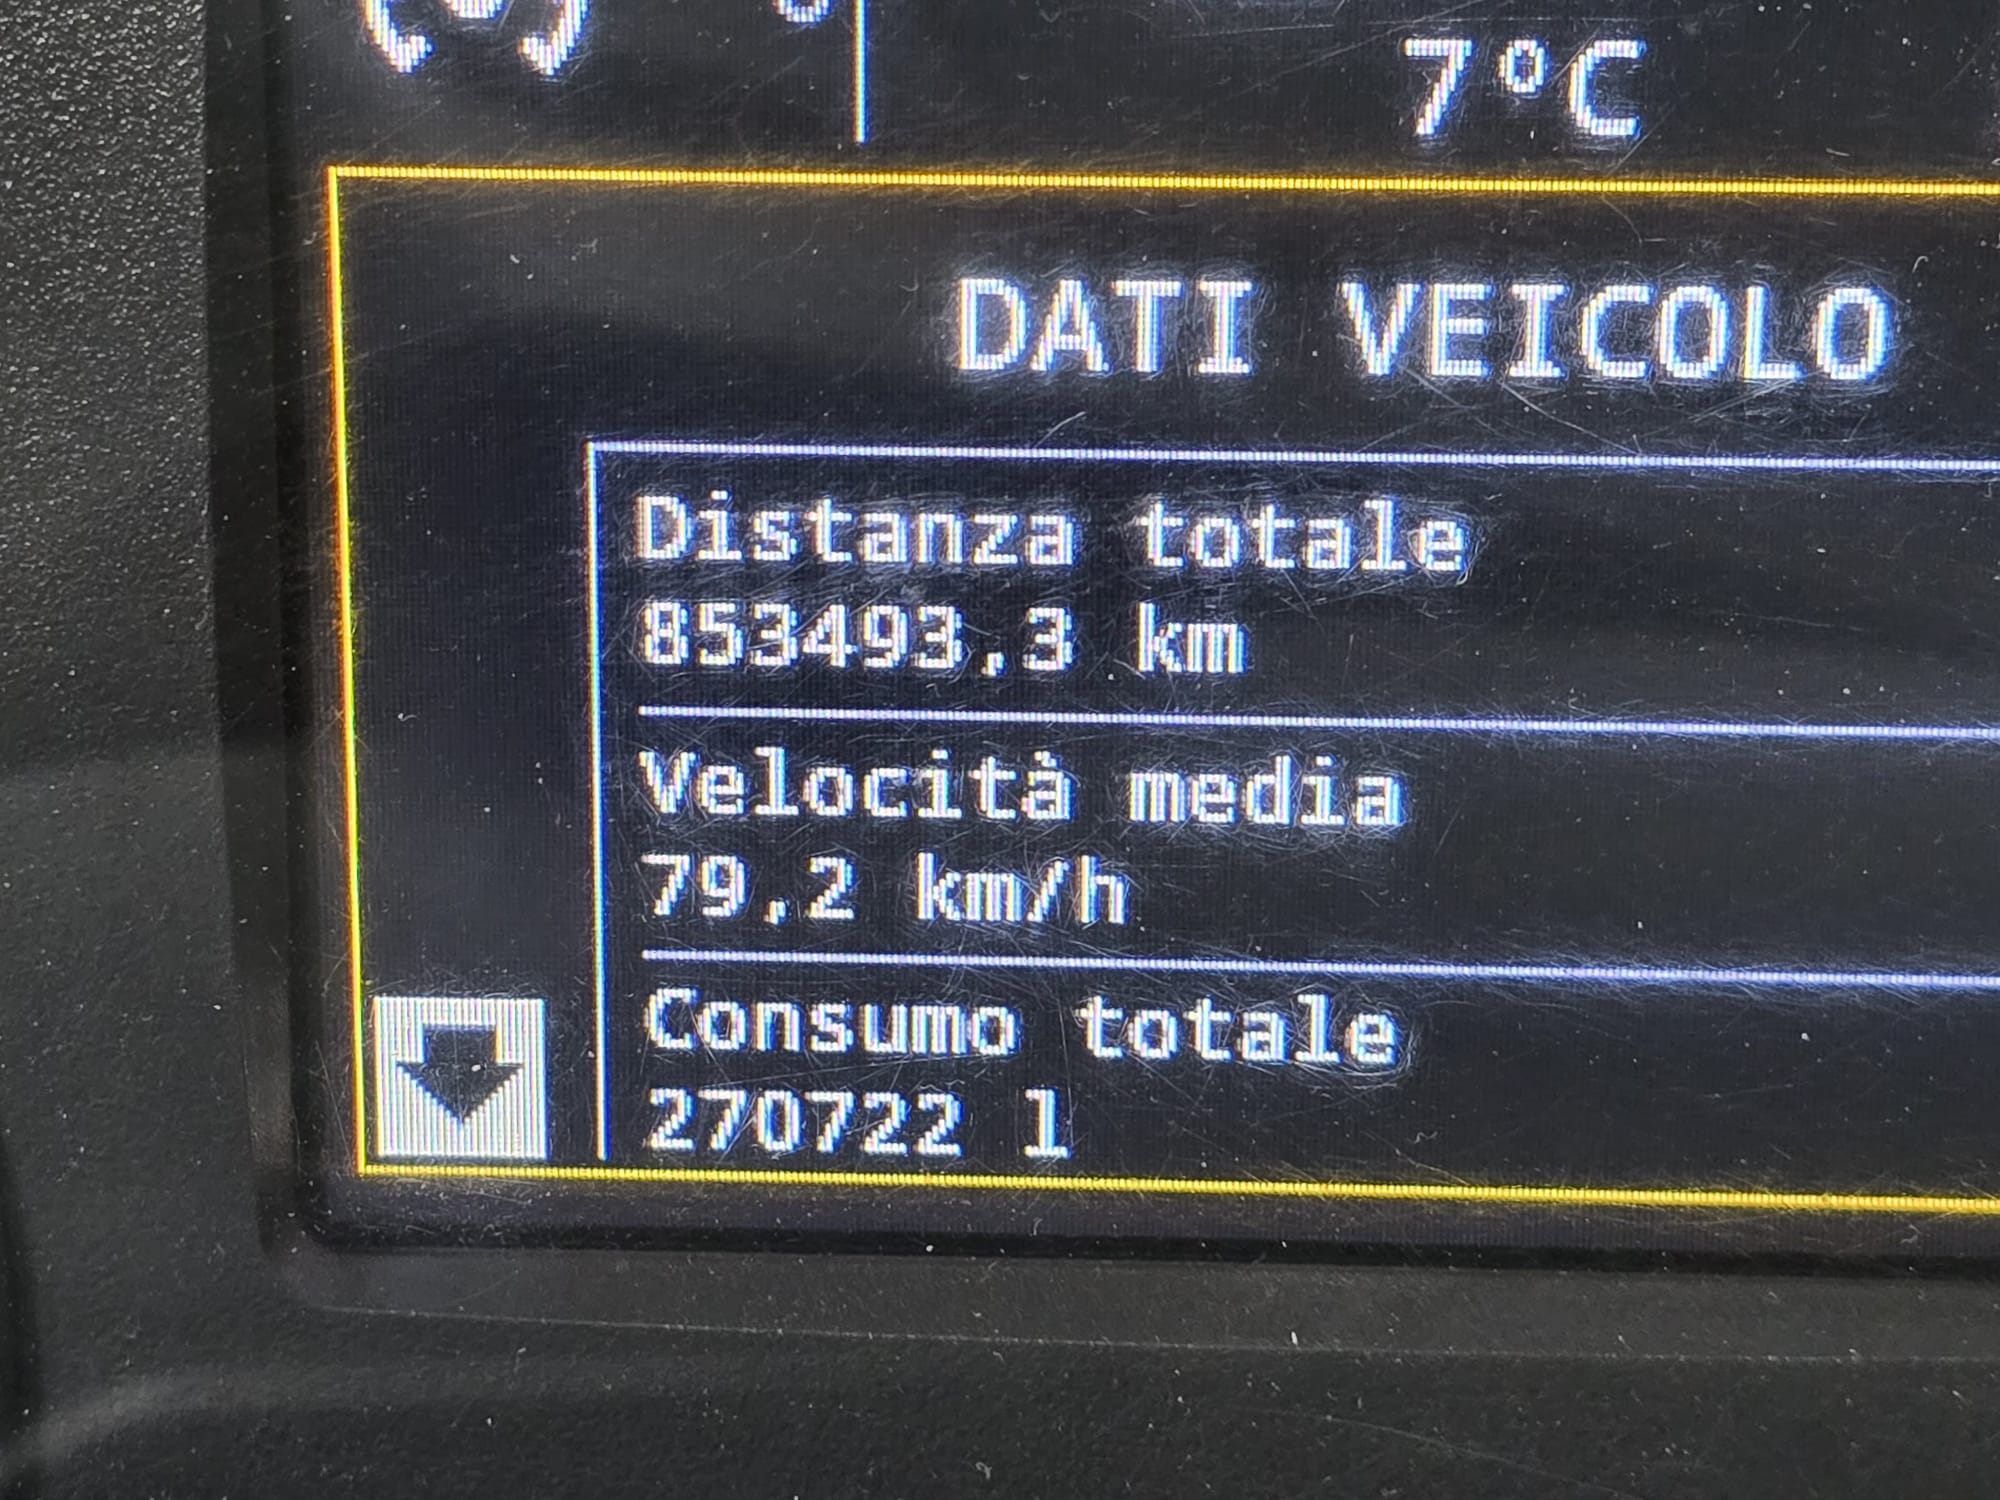 7°C
DATI VEICOLO
Distanza totale
853493,3 km
Velocità media
79,2 km/h
Consumo totale
270722 l